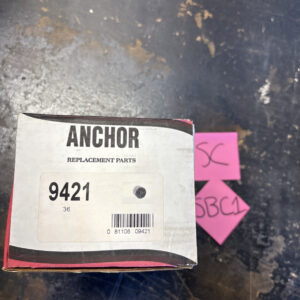 ANCHOR
REPLACEMENT PARTS
9421
36
0 81108 09421
SC
SBC1